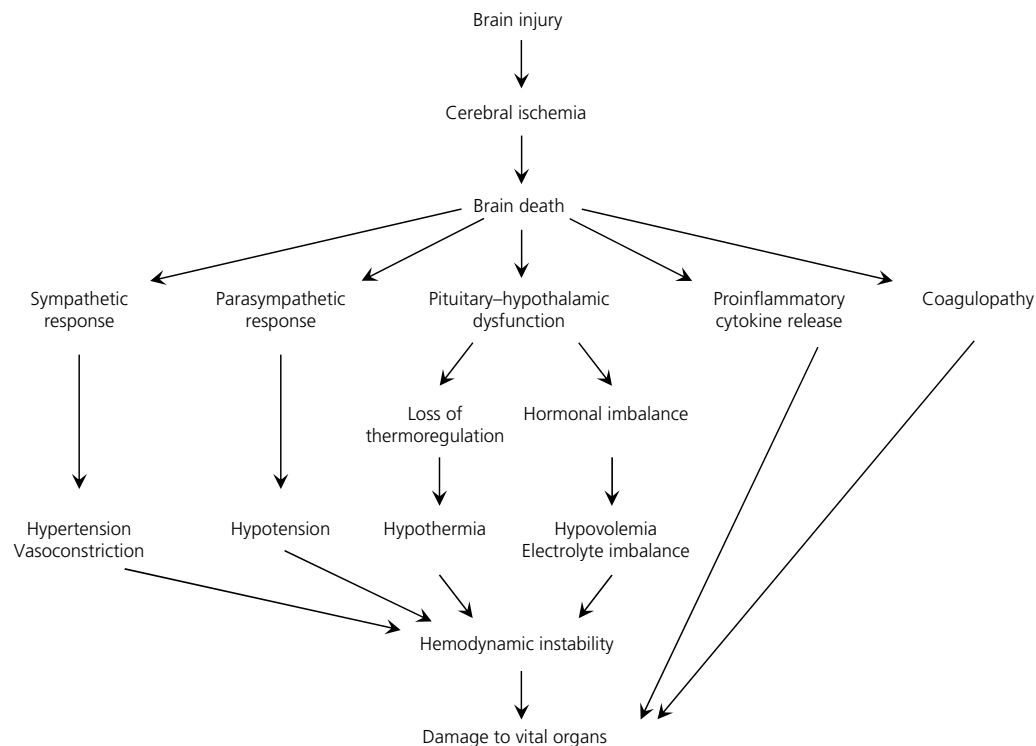 Brain injury
Cerebral ischemia
Brain death
Sympathetic
response
Parasympathetic
response
Pituitary–hypothalamic
dysfunction
Proinflammatory
cytokine release
Coagulopathy
Loss of
thermoregulation
Hormonal imbalance
Hypertension
Vasoconstriction
Hypotension
Hypothermia
Hypovolemia
Electrolyte imbalance
Hemodynamic instability
Damage to vital organs